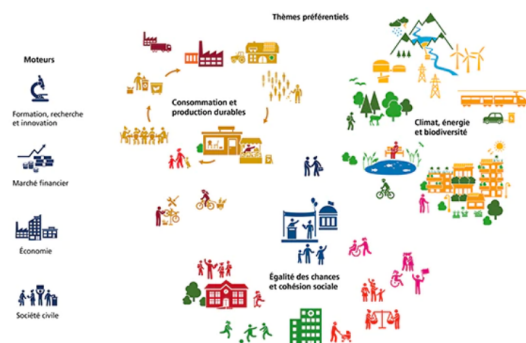 Thèmes préférentiels
Moteurs
Formation, recherche
et innovation
Marché financier
Économie
Société civile
Consommation et
production durables
Climat, énergie
et biodiversité
Égalité des chances
et cohésion sociale